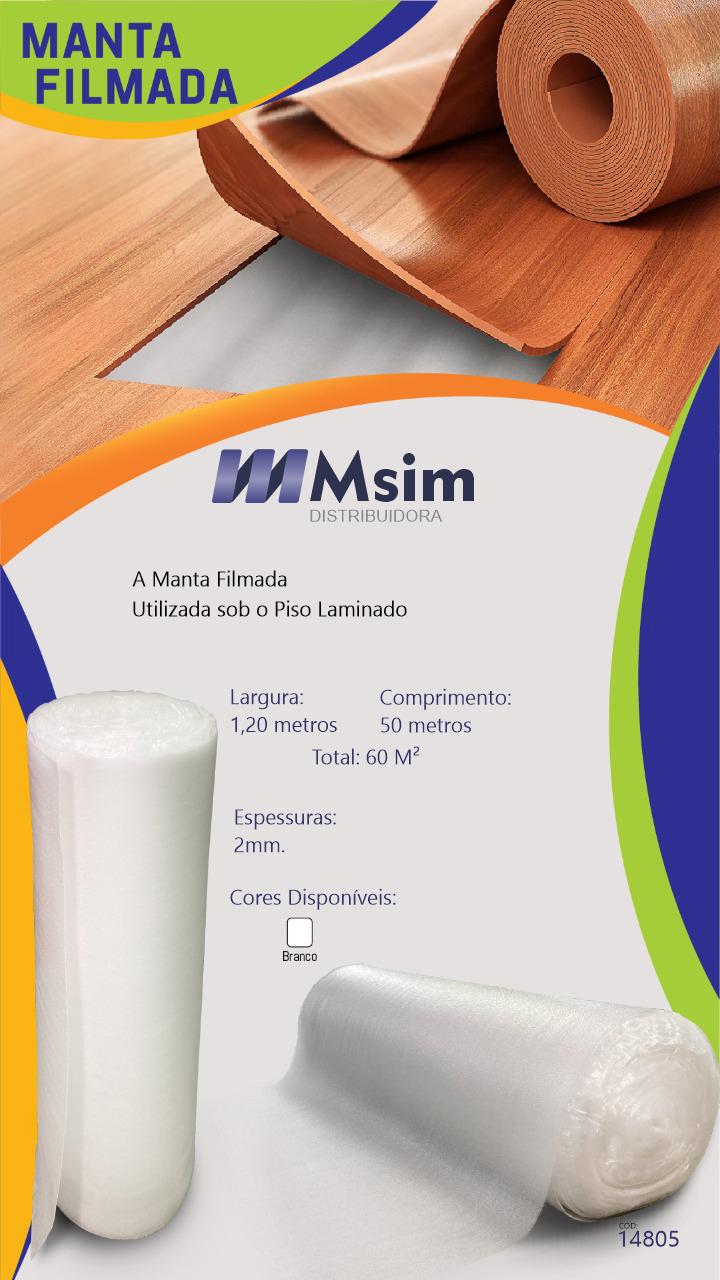 MANTA
FILMADA
Msim
DISTRIBUIDORA
A Manta Filmada
Utilizada sob o Piso Laminado
Largura:
1,20 metros
Comprimento:
50 metros
Total: 60 M²
Espessuras:
2mm.
Cores Disponíveis:
Branco
COD:
14805